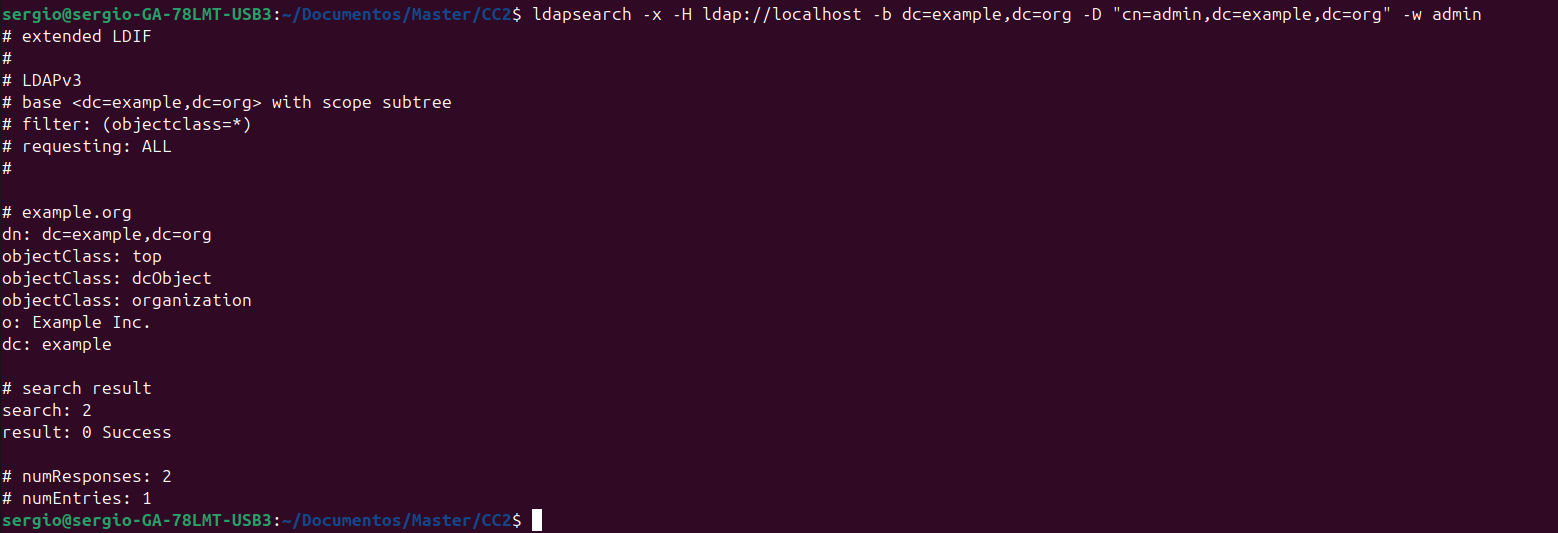 sergio@sergio-GA-78LMT-USB3:~/Documentos/Master/CC2$ ldapsearch -x -H ldap://localhost -b dc=example,dc=org -D "cn=admin,dc=example,dc=org" -w admin
# extended LDIF
#
# LDAPv3
# base <dc=example,dc=org> with scope subtree
# filter: (objectclass=*)
# requesting: ALL
#

# example.org
dn: dc=example,dc=org
objectClass: top
objectClass: dcObject
objectClass: organization
o: Example Inc.
dc: example

# search result
search: 2
result: 0 Success

# numResponses: 2
# numEntries: 1
sergio@sergio-GA-78LMT-USB3:~/Documentos/Master/CC2$